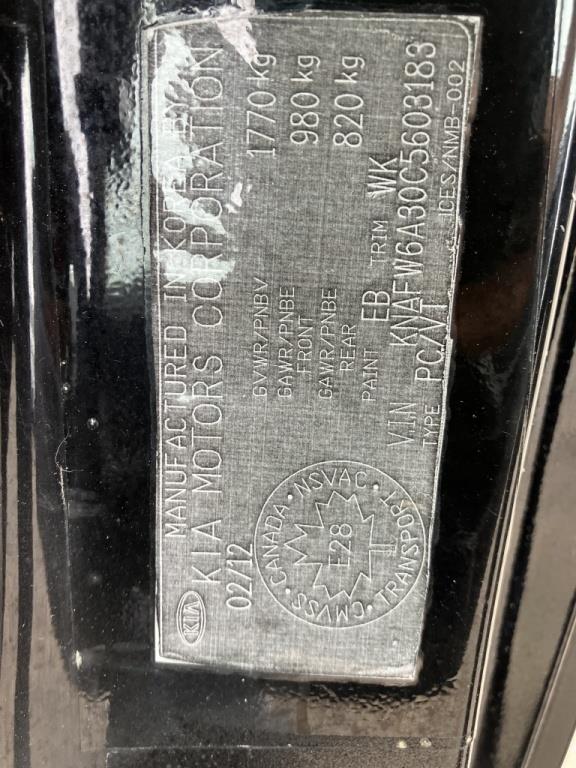 KIA
MANUFACTURED IN KOREA BY
KIA MOTORS CORPORATION
02/12
GVWR/PNBV 1770 kg
GAWR/PNBE FRONT 980 kg
GAWR/PNBE REAR 820 kg
PAINT EB TRIM WK
V.I.N KNAFW6A30C5603183
TYPE PC/VT
ICES/NMB-002
CANADA • NSVAC • TRANSPORT • CMVSS •
E28